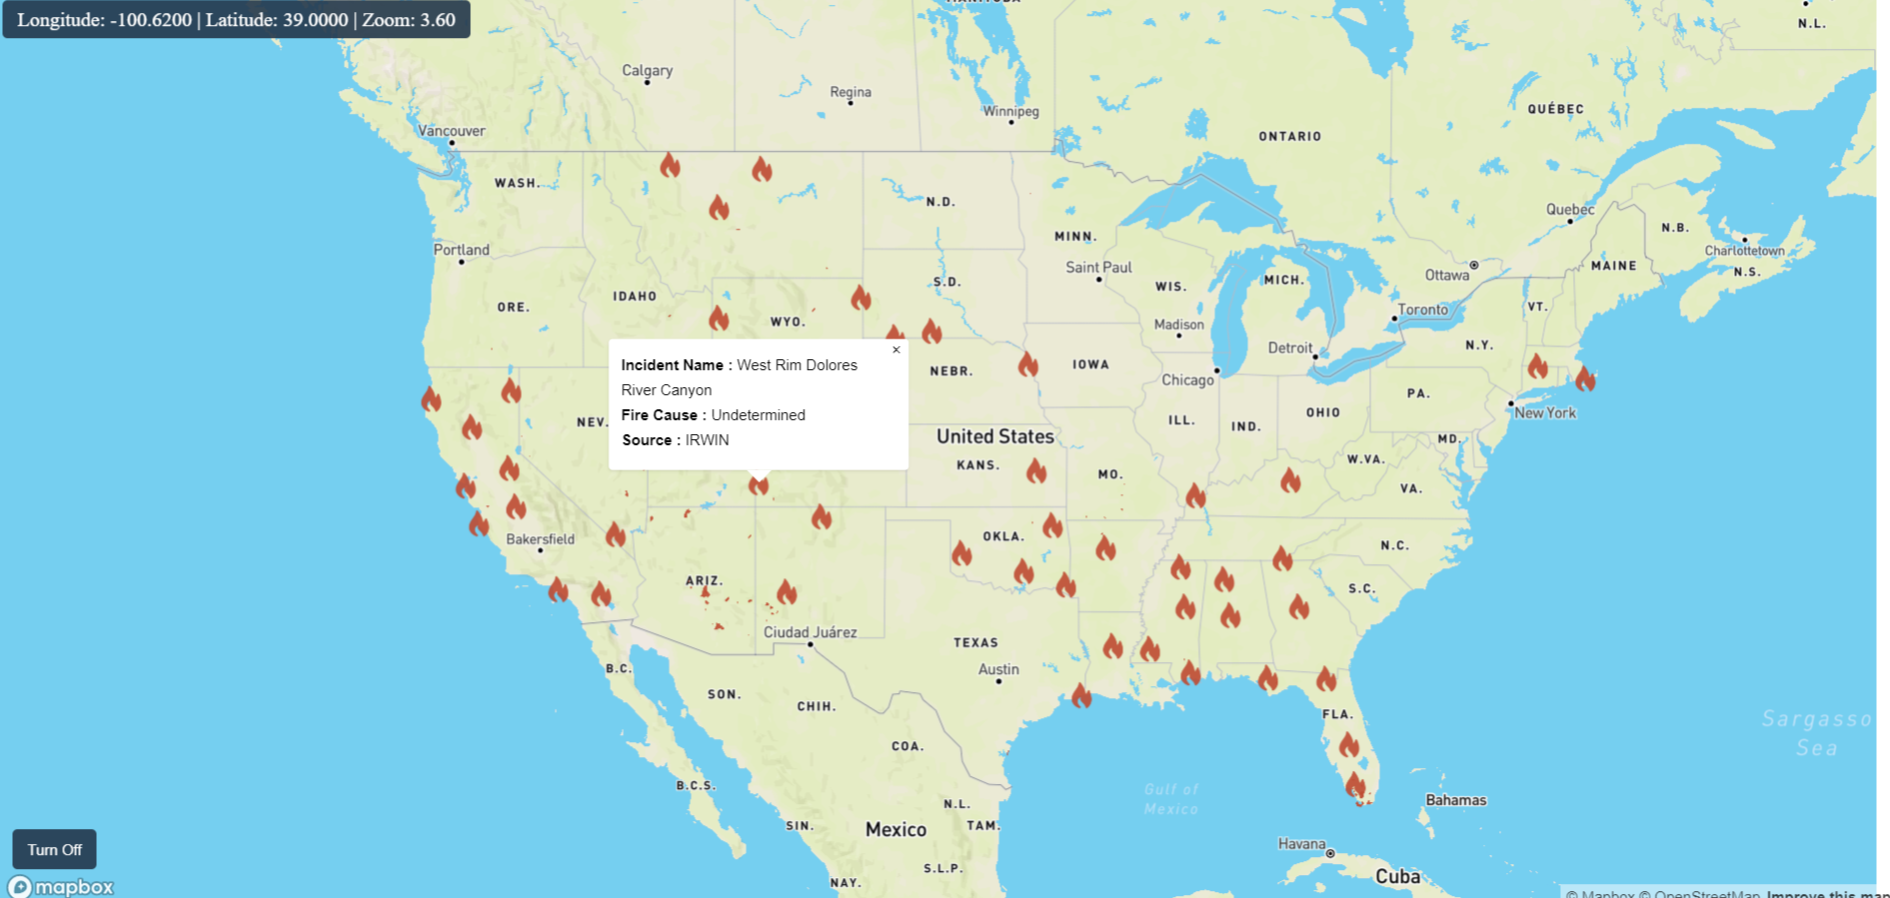 MANITOBA
Longitude: -100.6200 | Latitude: 39.0000 | Zoom: 3.60
N.L.
Calgary
Regina
Winnipeg
QUÉBEC
Vancouver
ONTARIO
WASH.
N.D.
Quebec
N.B.
MINN.
Portland
Charlottetown
Saint Paul
MAINE
N.S.
Ottawa
MICH.
S.D.
WIS.
IDAHO
ORE.
VT.
Toronto
WYO.
Madison
Detroit
N.Y.
×
Incident Name : West Rim Dolores
River Canyon
Fire Cause : Undetermined
Source : IRWIN
IOWA
NEBR.
Chicago
PA.
New York
OHIO
NEV.
ILL.
IND.
United States
MD.
W.VA.
KANS.
MO.
VA.
OKLA.
Bakersfield
N.C.
ARIZ.
S.C.
Ciudad Juárez
TEXAS
Austin
B.C.
SON.
CHIH.
FLA.
Sargasso
Sea
COA.
B.C.S.
Gulf of
Mexico
Bahamas
N.L.
SIN.
Mexico
TAM.
Havana
Turn Off
S.L.P.
Cuba
NAY.
mapbox
© Mapbox © OpenStreetMap Improve this map